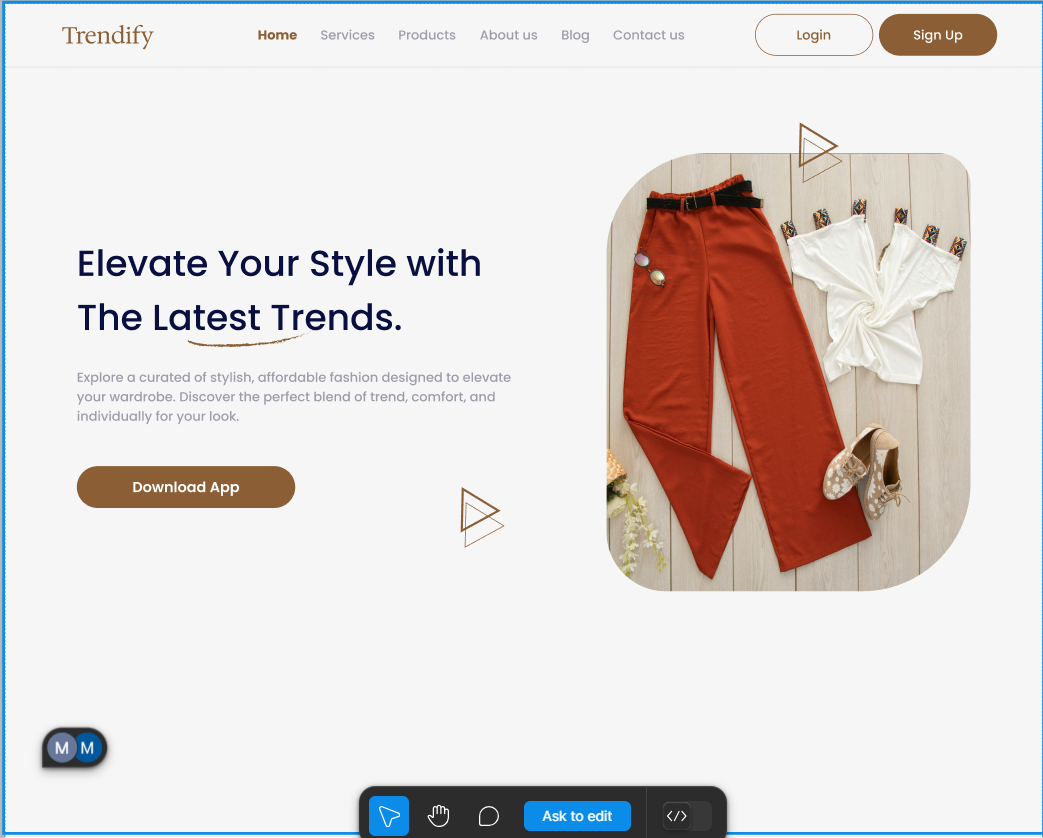 Trendify
Home Services Products About us Blog Contact us
Login
Sign Up
Elevate Your Style with
The Latest Trends.
Explore a curated of stylish, affordable fashion designed to elevate
your wardrobe. Discover the perfect blend of trend, comfort, and
individually for your look.
Download App
M M
Ask to edit